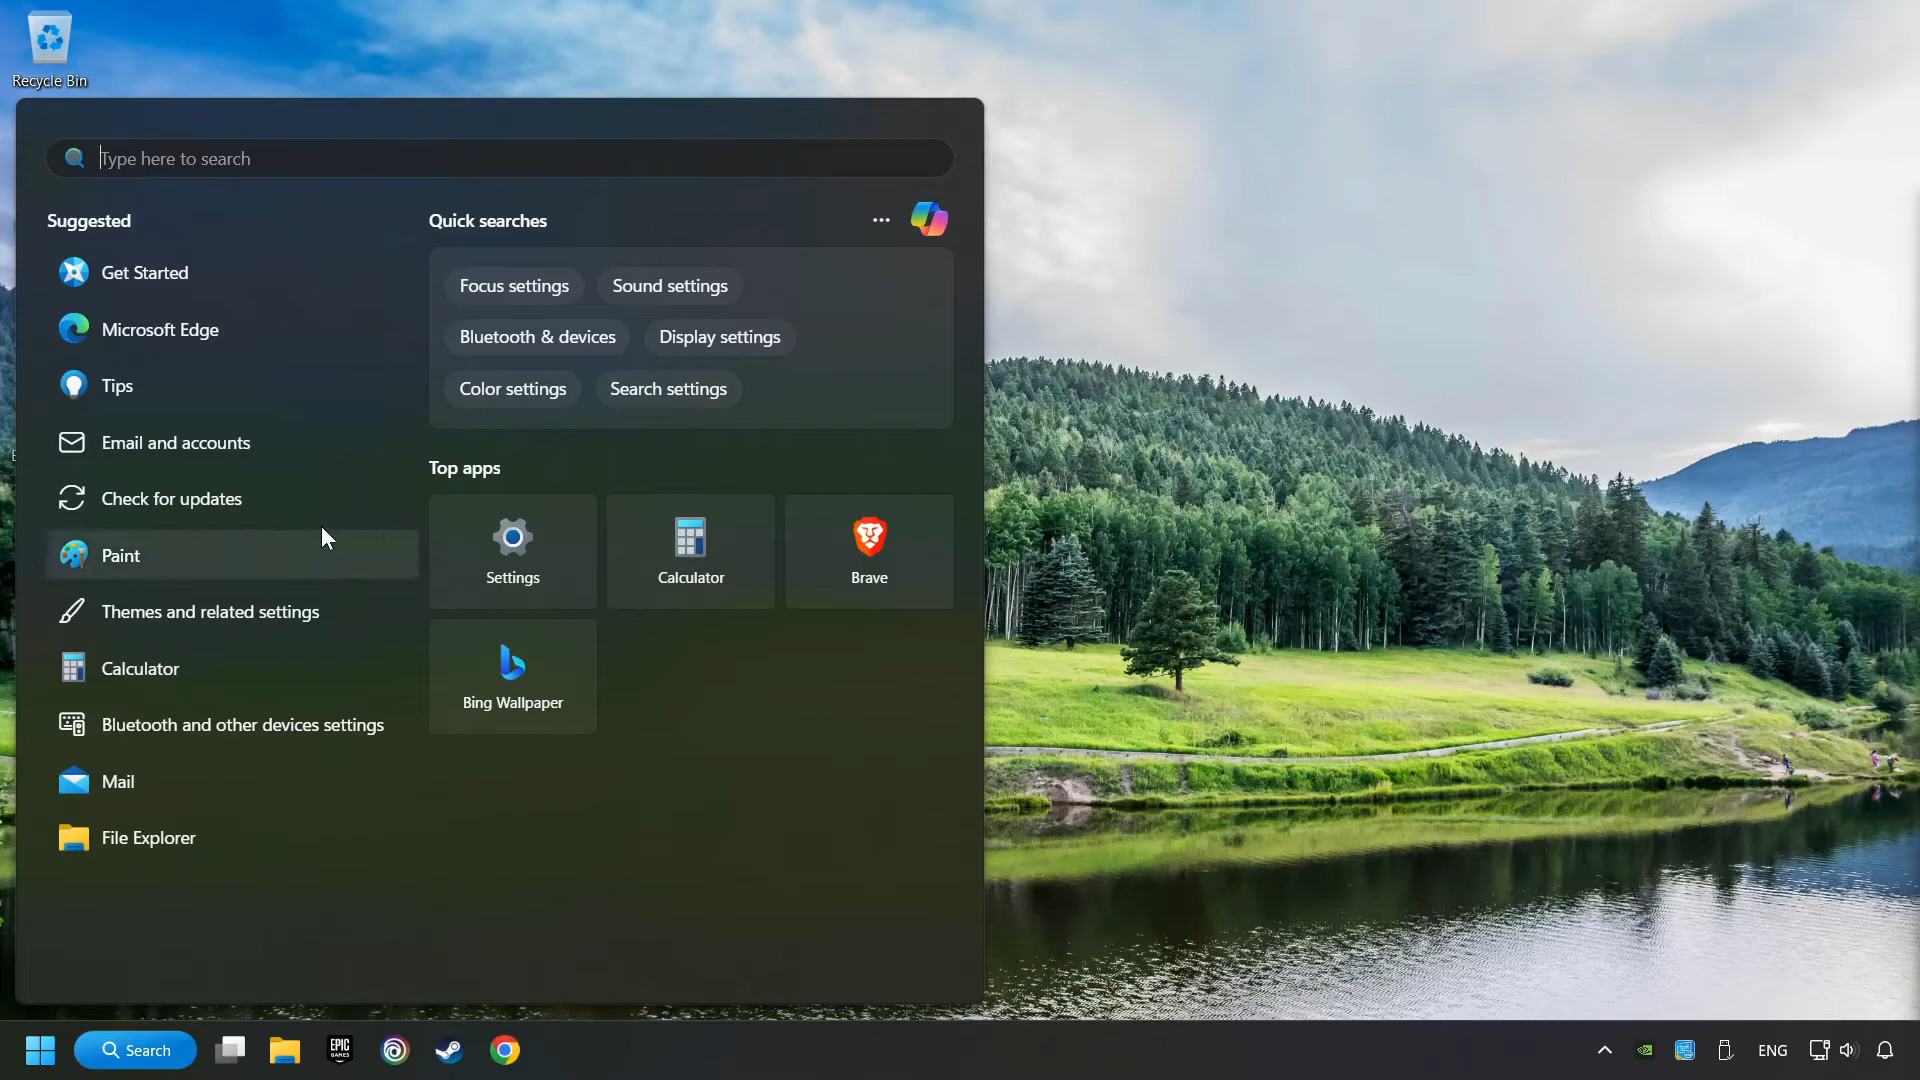 Recycle Bin
Type here to search
Suggested
Get Started
Microsoft Edge
Tips
Email and accounts
Check for updates
Paint
Themes and related settings
Calculator
Bluetooth and other devices settings
Mail
File Explorer
Quick searches
Focus settings
Sound settings
Bluetooth & devices
Display settings
Color settings
Search settings
Top apps
Settings
Calculator
Brave
Bing Wallpaper
Search
EPIC
GAMES
ENG